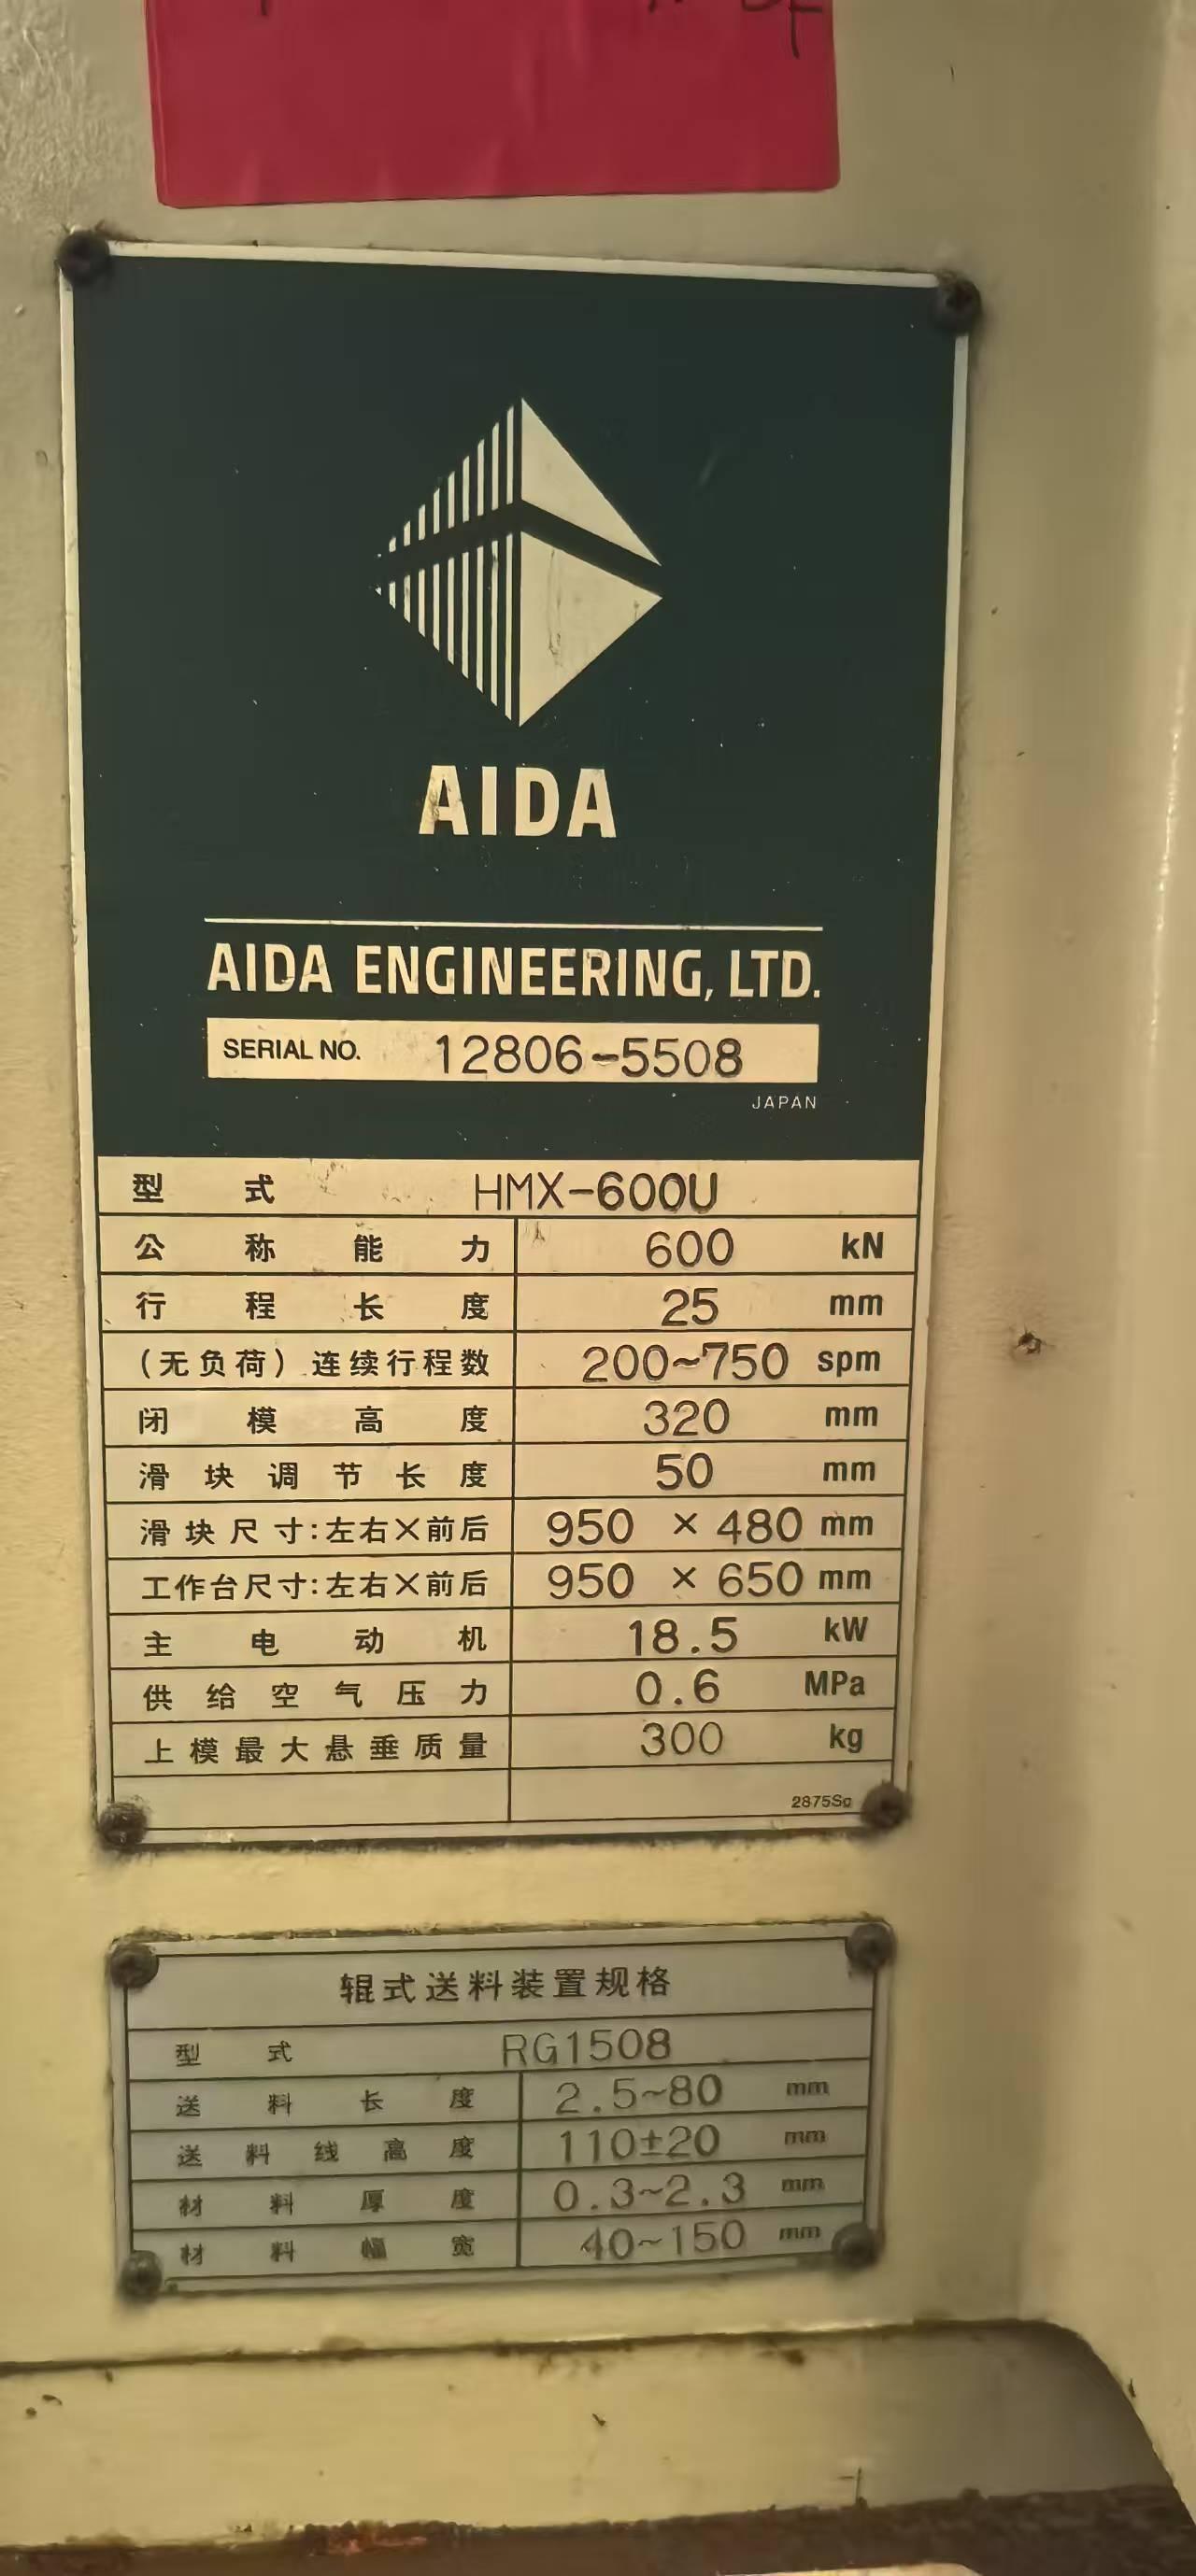 AIDA
AIDA ENGINEERING, LTD.
SERIAL NO. 12806-5508
JAPAN
型式 HMX-600U
公称能力 600 kN
行程长度 25 mm
(无负荷) 连续行程数 200~750 spm
闭模高度 320 mm
滑块调节长度 50 mm
滑块尺寸:左右×前后 950 × 480 mm
工作台尺寸:左右×前后 950 × 650 mm
主电动机 18.5 kW
供给空气压力 0.6 MPa
上模最大悬垂质量 300 kg
辊式送料装置规格
型式 RG1508
送料长度 2.5~80 mm
送料线高度 110±20 mm
材料厚度 0.3~2.3 mm
材料幅宽 40~150 mm